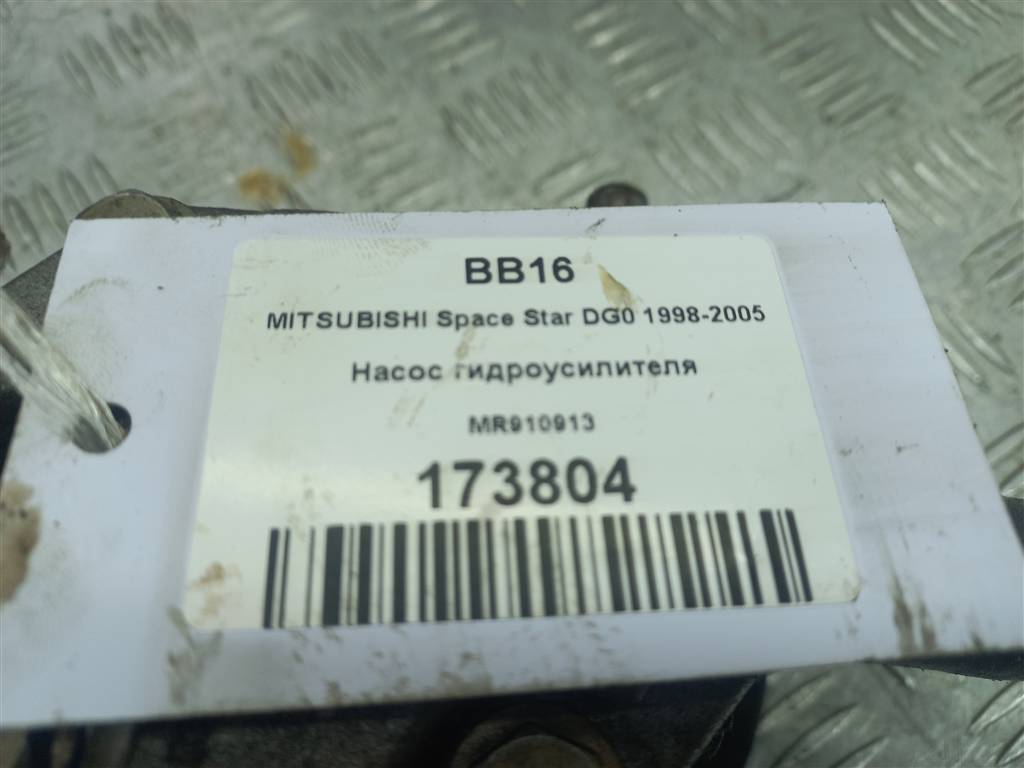 BB16
MITSUBISHI Space Star DG0 1998-2005
Насос гидроусилителя
MR910913
173804